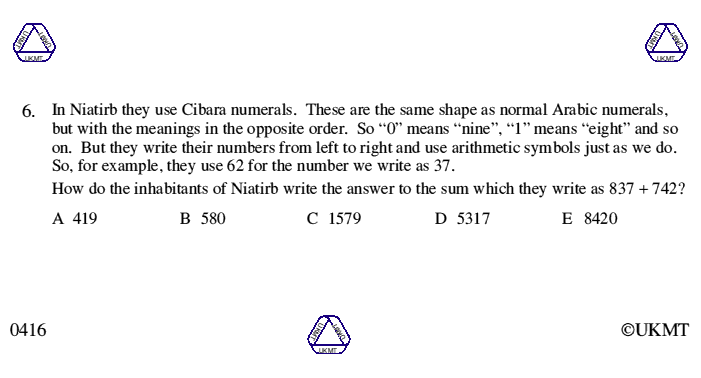 UKMT UKMT UKMT
UKMT UKMT UKMT
6. In Niatirb they use Cibara numerals. These are the same shape as normal Arabic numerals,
but with the meanings in the opposite order. So “0” means “nine”, “1” means “eight” and so
on. But they write their numbers from left to right and use arithmetic symbols just as we do.
So, for example, they use 62 for the number we write as 37.
How do the inhabitants of Niatirb write the answer to the sum which they write as 837 + 742?
A 419 B 580 C 1579 D 5317 E 8420
0416 UKMT UKMT UKMT ©UKMT